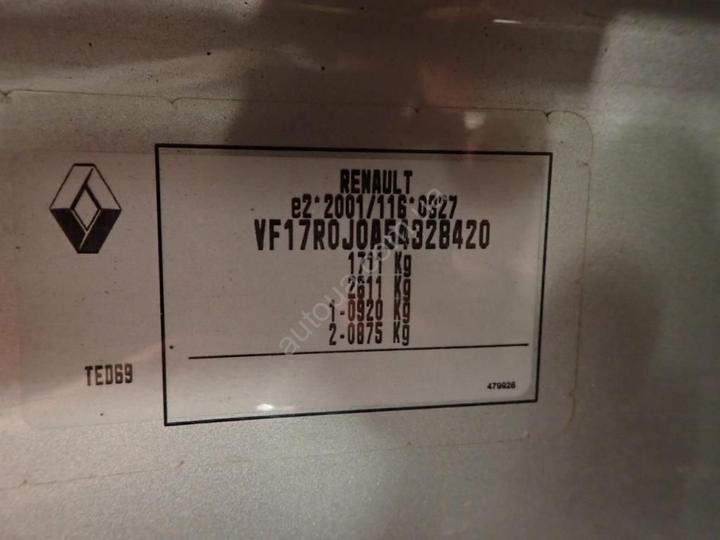 RENAULT
e2*2001/116*0327
VF17R0J0A54328420
1711 Kg
2611 Kg
1-0920 Kg
2-0875 Kg
TED69
479926